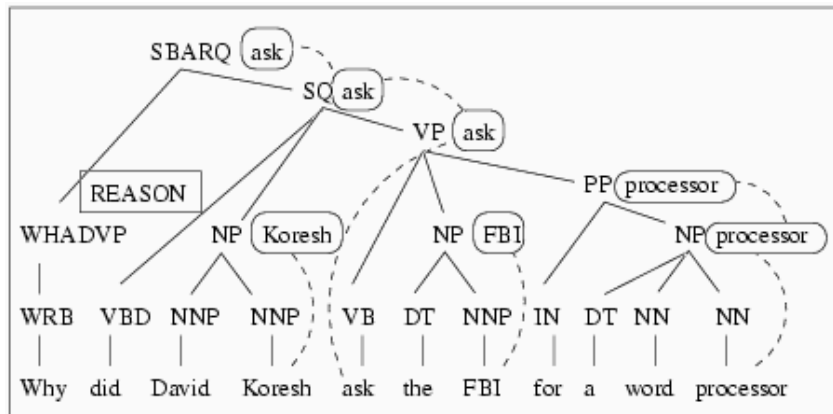 SBARQ ask
SQ ask
VP ask
PP processor
REASON
WHADVP NP Koresh NP FBI NP processor
WRB VBD NNP NNP VB DT NNP IN DT NN NN
Why did David Koresh ask the FBI for a word processor